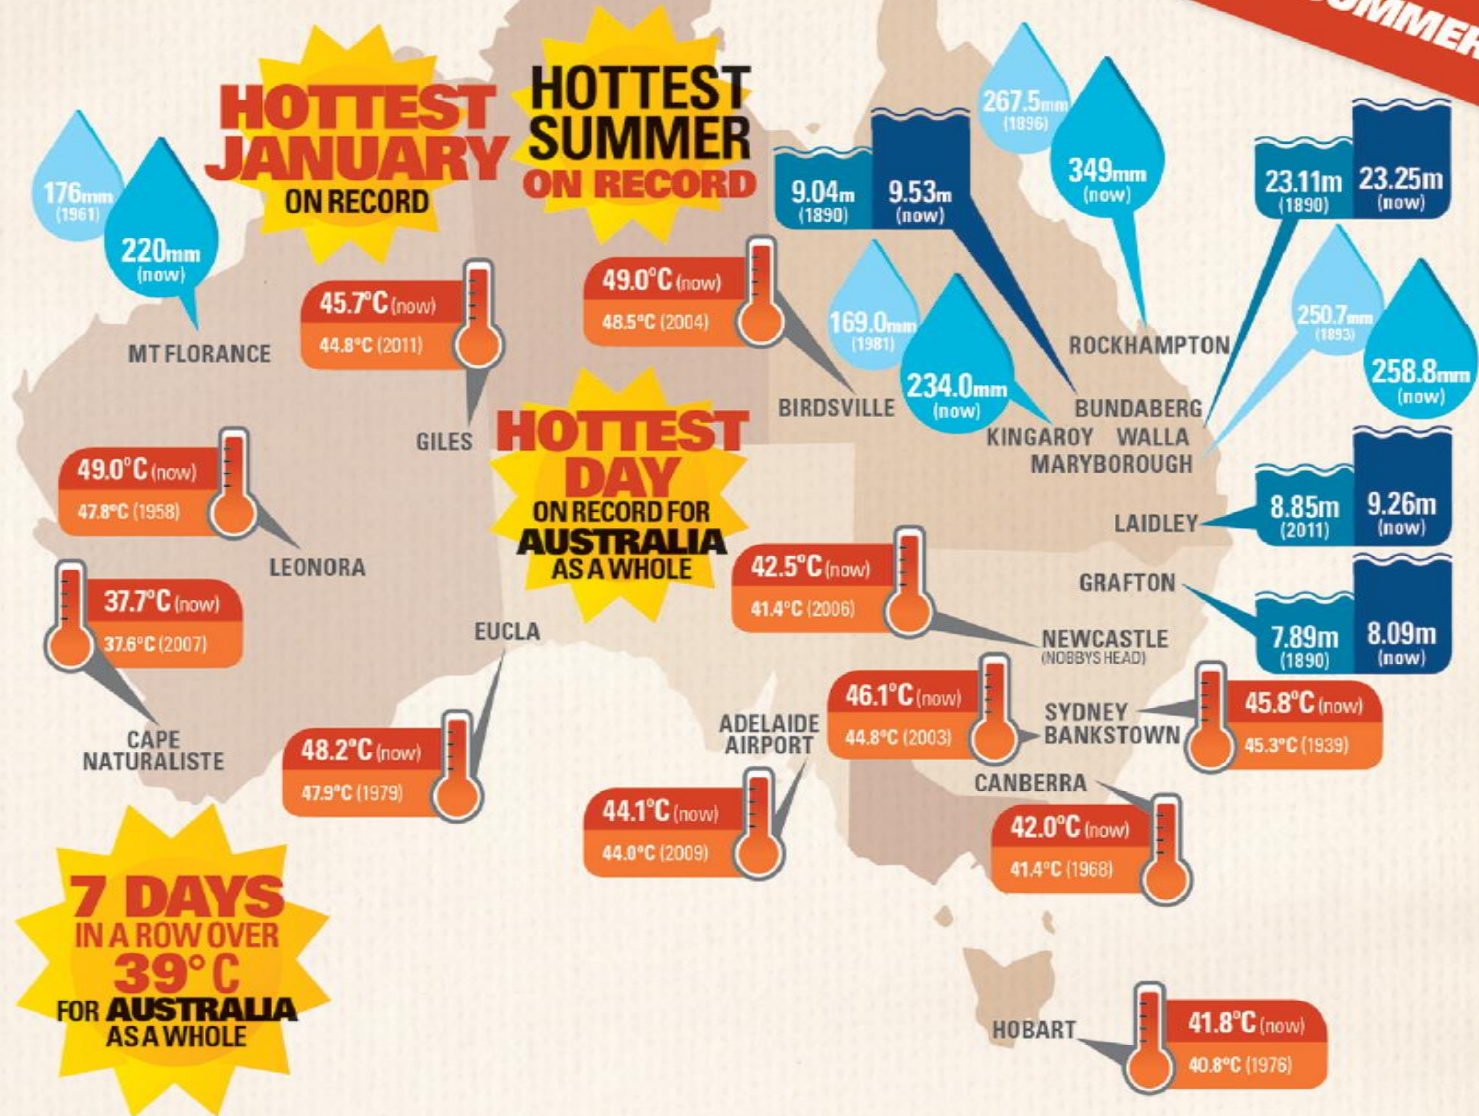 SUMMER
HOTTEST
JANUARY
ON RECORD
HOTTEST
SUMMER
ON RECORD
267.5mm
(1896)
349mm
(now)
9.04m
(1890)
9.53m
(now)
23.11m
(1890)
23.25m
(now)
176mm
(1961)
220mm
(now)
MT FLORANCE
45.7°C (now)
44.8°C (2011)
GILES
49.0°C (now)
48.5°C (2004)
BIRDSVILLE
169.0mm
(1981)
234.0mm
(now)
250.7mm
(1893)
258.8mm
(now)
ROCKHAMPTON
BUNDABERG
KINGAROY WALLA
MARYBOROUGH
HOTTEST
DAY
ON RECORD FOR
AUSTRALIA
AS A WHOLE
49.0°C (now)
47.8°C (1958)
LEONORA
LAIDLEY
8.85m
(2011)
9.26m
(now)
GRAFTON
7.89m
(1890)
8.09m
(now)
37.7°C (now)
37.6°C (2007)
CAPE
NATURALISTE
EUCLA
48.2°C (now)
47.9°C (1979)
42.5°C (now)
41.4°C (2006)
NEWCASTLE
(NOBBYS HEAD)
46.1°C (now)
44.8°C (2003)
SYDNEY
BANKSTOWN
45.8°C (now)
45.3°C (1939)
ADELAIDE
AIRPORT
44.1°C (now)
44.0°C (2009)
CANBERRA
42.0°C (now)
41.4°C (1968)
7 DAYS
IN A ROW OVER
39°C
FOR AUSTRALIA
AS A WHOLE
HOBART
41.8°C (now)
40.8°C (1976)